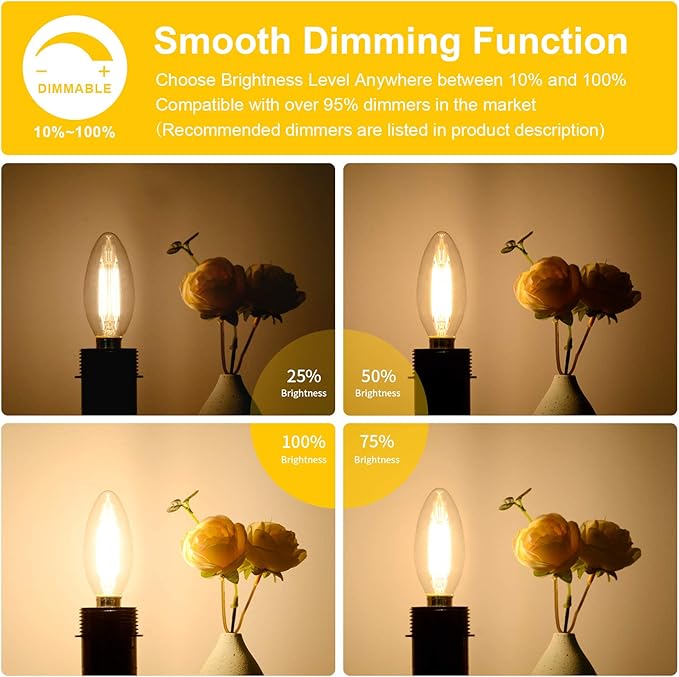 − +
DIMMABLE
10%~100%
Smooth Dimming Function
Choose Brightness Level Anywhere between 10% and 100%
Compatible with over 95% dimmers in the market
（Recommended dimmers are listed in product description)
25%
Brightness
50%
Brightness
100%
Brightness
75%
Brightness